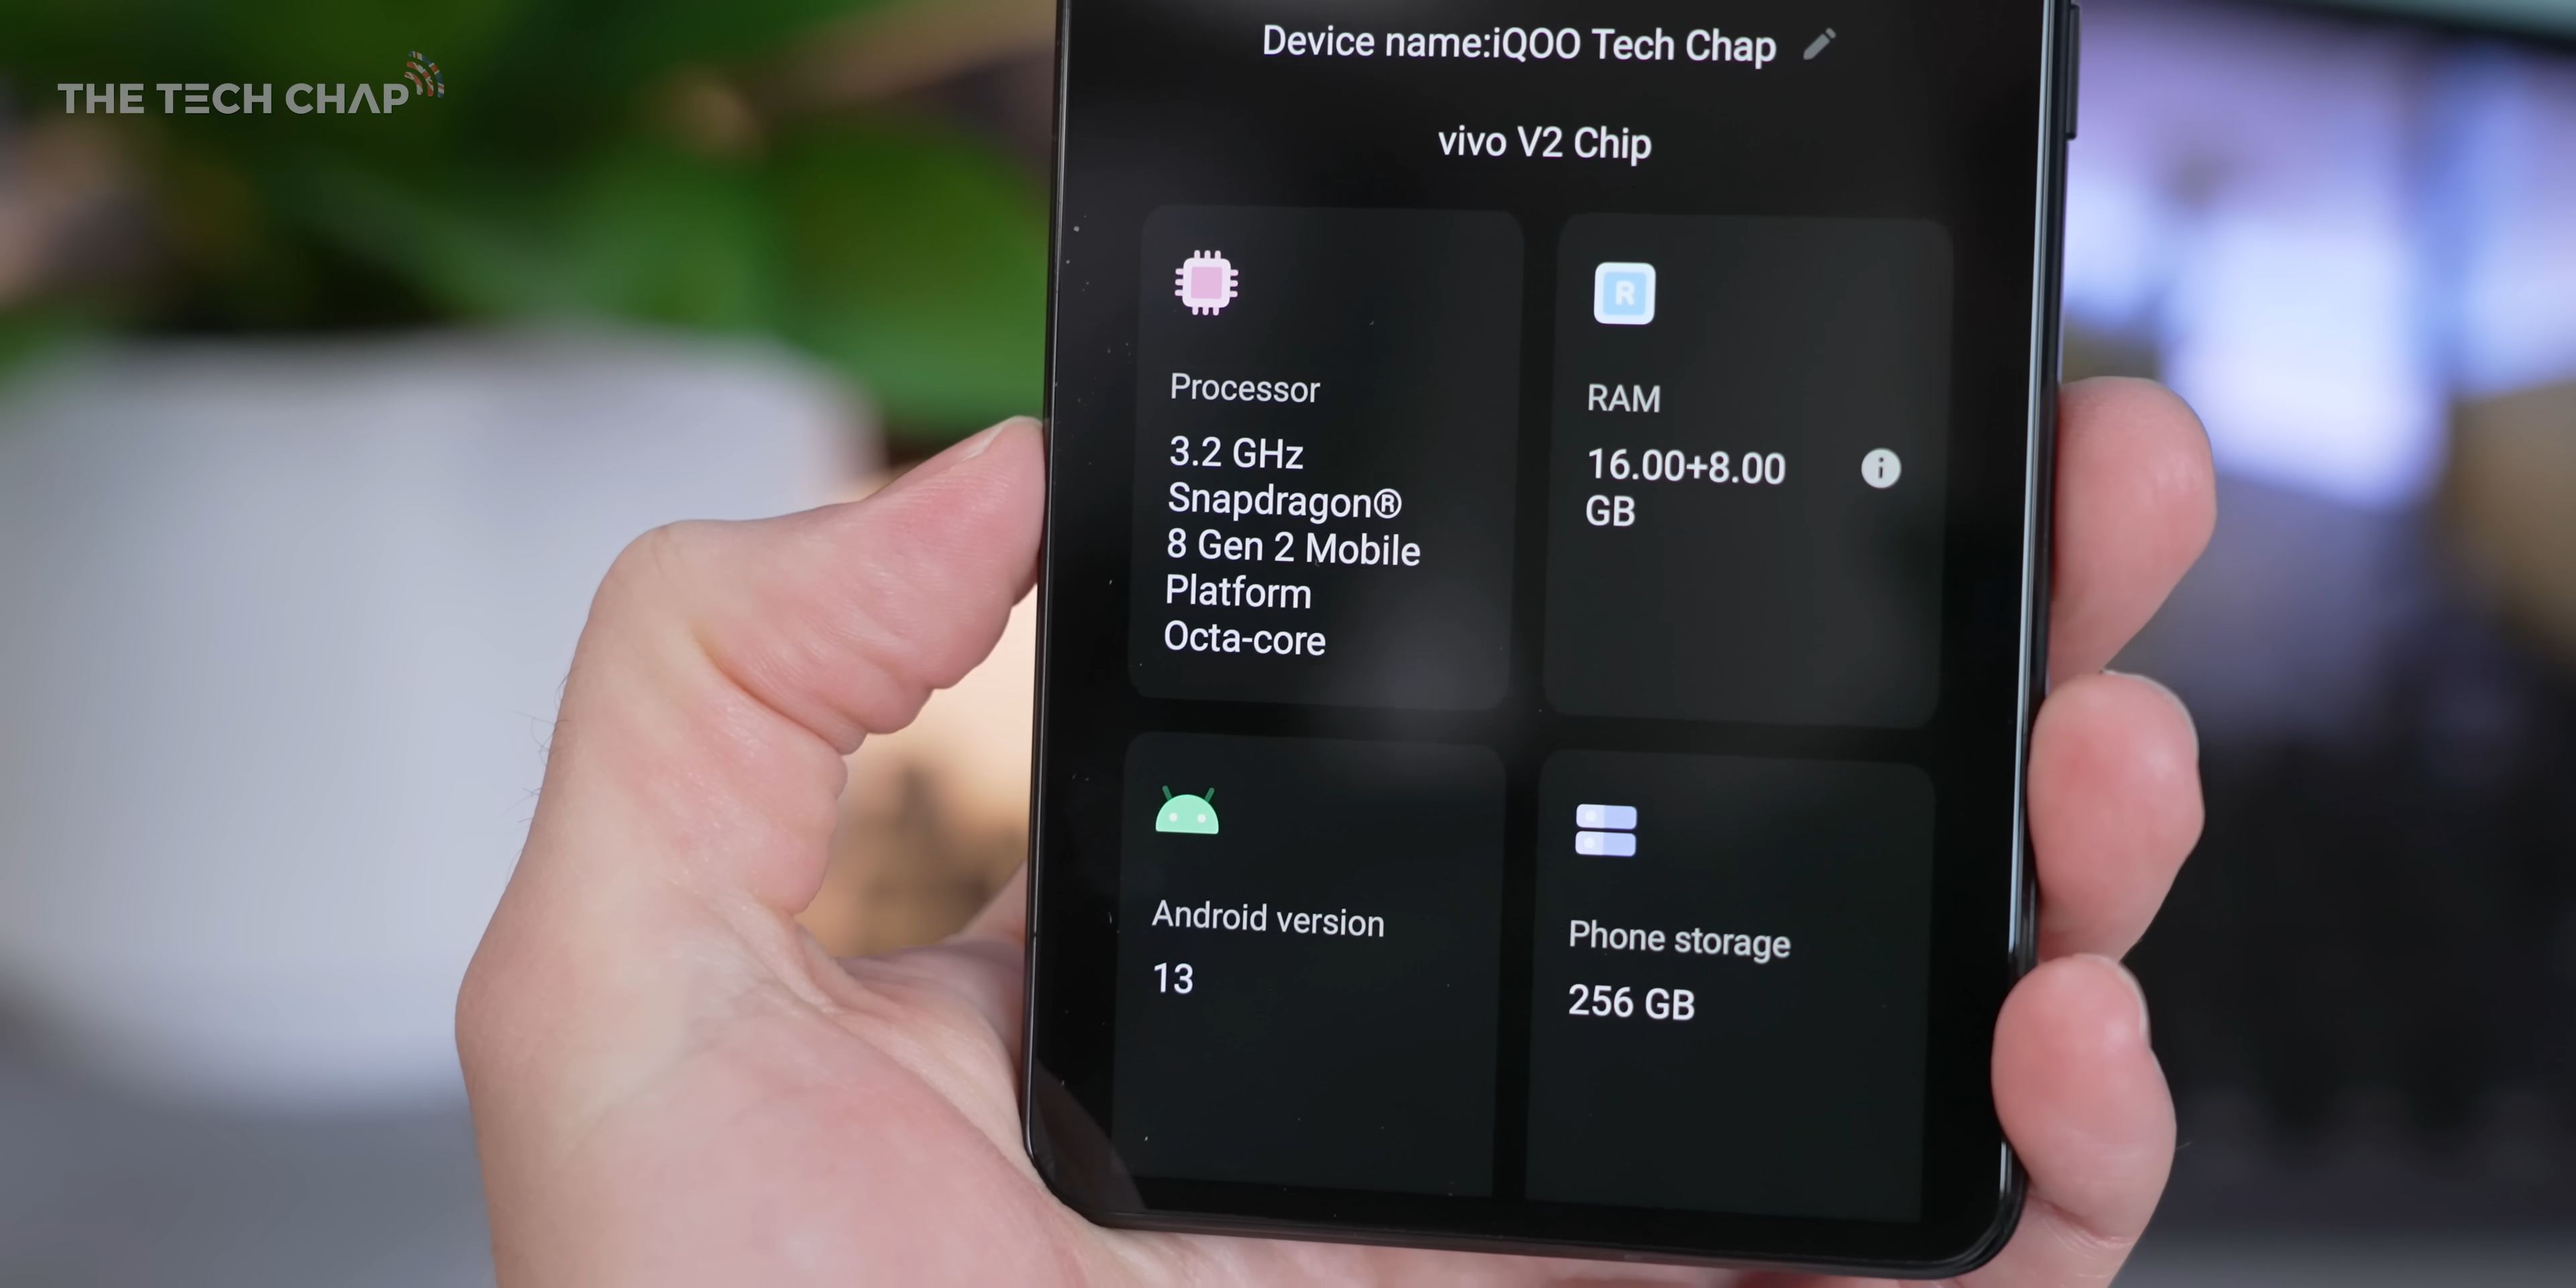 THE TECH CHAP
Device name:iQOO Tech Chap
vivo V2 Chip
Processor
3.2 GHz
Snapdragon®
8 Gen 2 Mobile
Platform
Octa-core
R
RAM
16.00+8.00
GB
i
Android version
13
Phone storage
256 GB